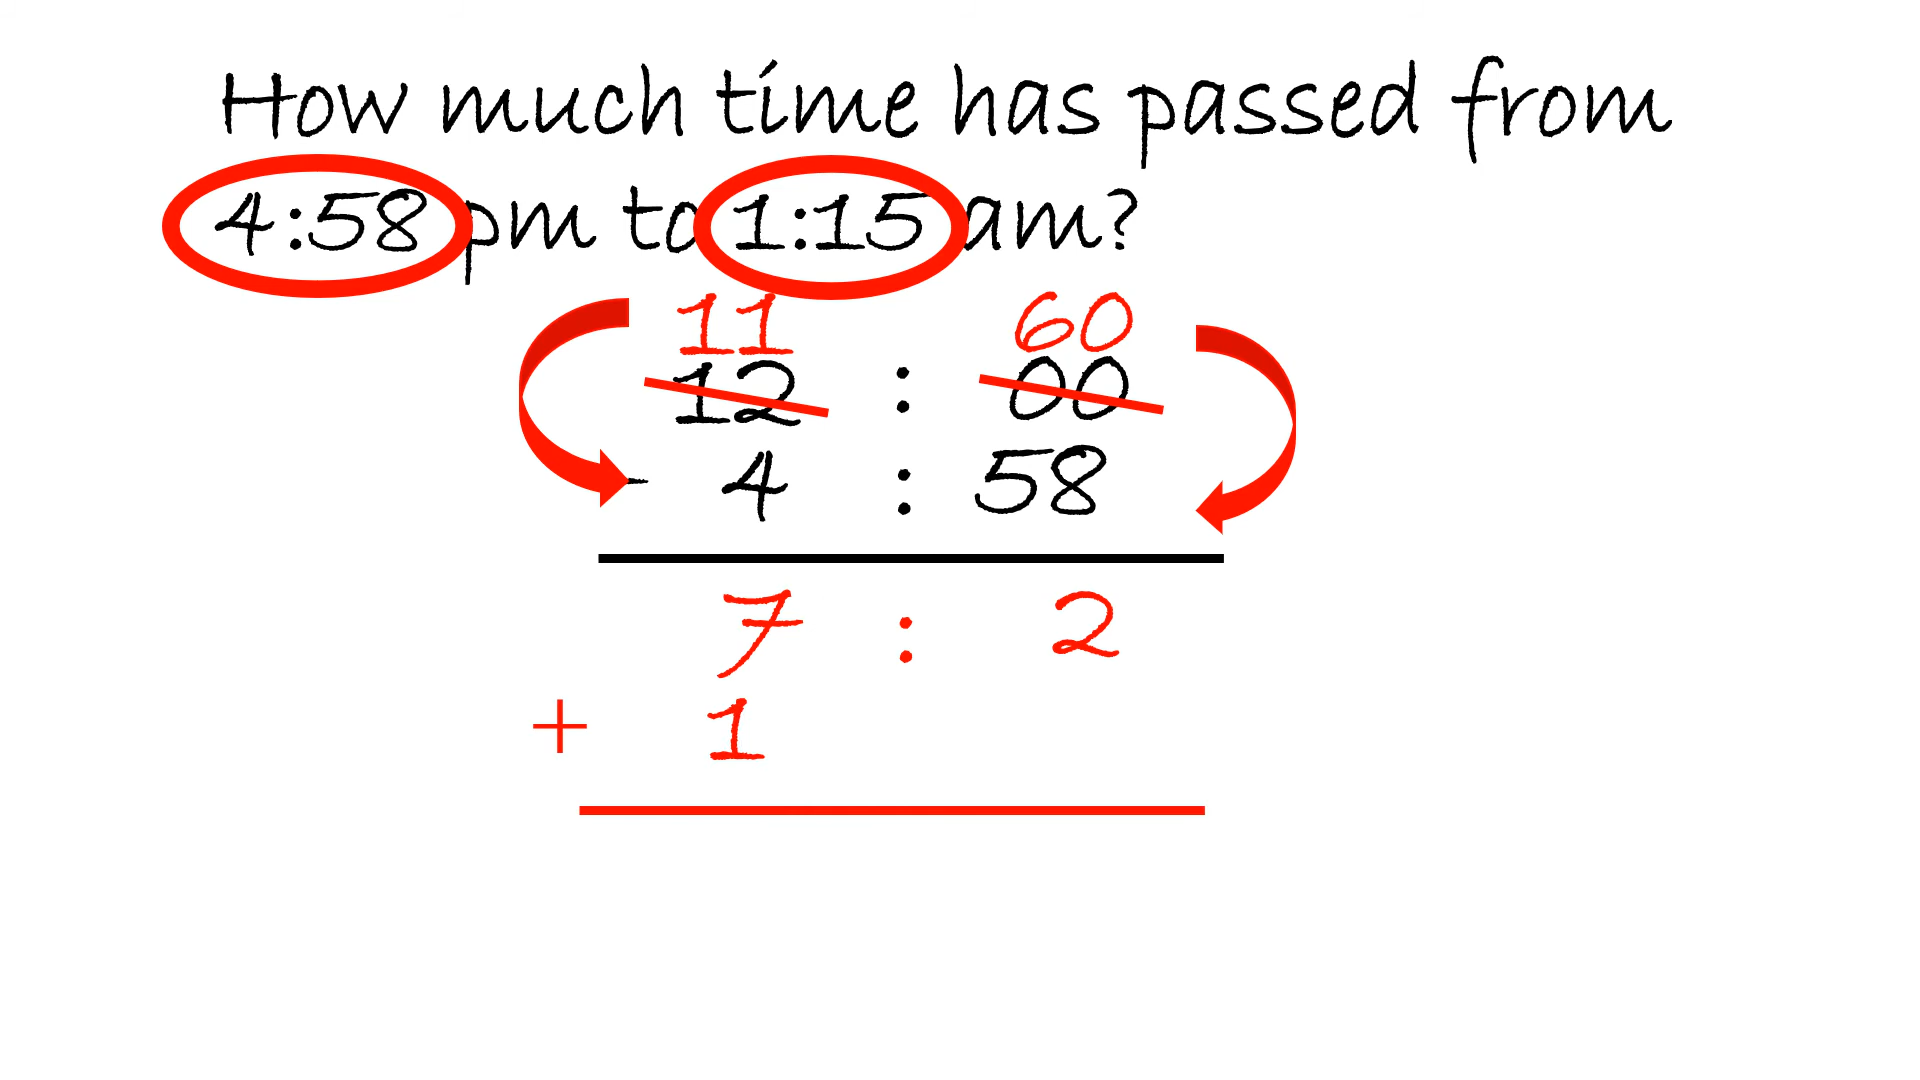 How much time has passed from
4:58 pm to 1:15 am?
11 60
12 : 00
- 4 : 58
7 : 2
+ 1